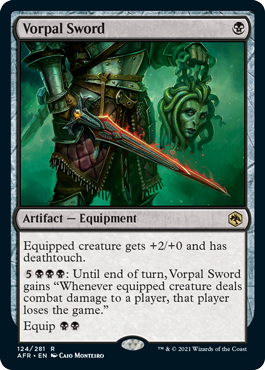 Vorpal Sword
Artifact — Equipment
Equipped creature gets +2/+0 and has
deathtouch.
5 : Until end of turn, Vorpal Sword
gains “Whenever equipped creature deals
combat damage to a player, that player
loses the game.”
Equip
124/281 R
AFR • EN Caio Monteiro
™ & © 2021 Wizards of the Coast